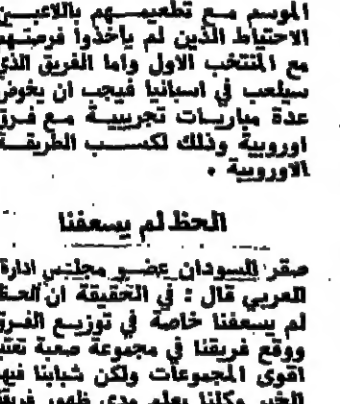 الموسم مع تطعيمهم باللاعبين
الاحتياط الذين لم ياخذوا فرصتهم
مع المنتخب الاول واما الفريق الذي
سيلعب في اسبانيا فيجب ان يخوض
عدة مباريات تجريبية مع فرق
اوروبية وذلك لكسب الطريقة
الاوروبية .
الحظ لم يسعفنا
صقر السودان عضو مجلس ادارة
العربي قال : في الحقيقة ان الحظ
لم يسعفنا خاصة في توزيع الفرق
ووقع فريقنا في مجموعة صعبة تعتبر
اقوى المجموعات ولكن شبابنا فيهم
الخير وكلنا يعلم مدى ظهور فريقنا